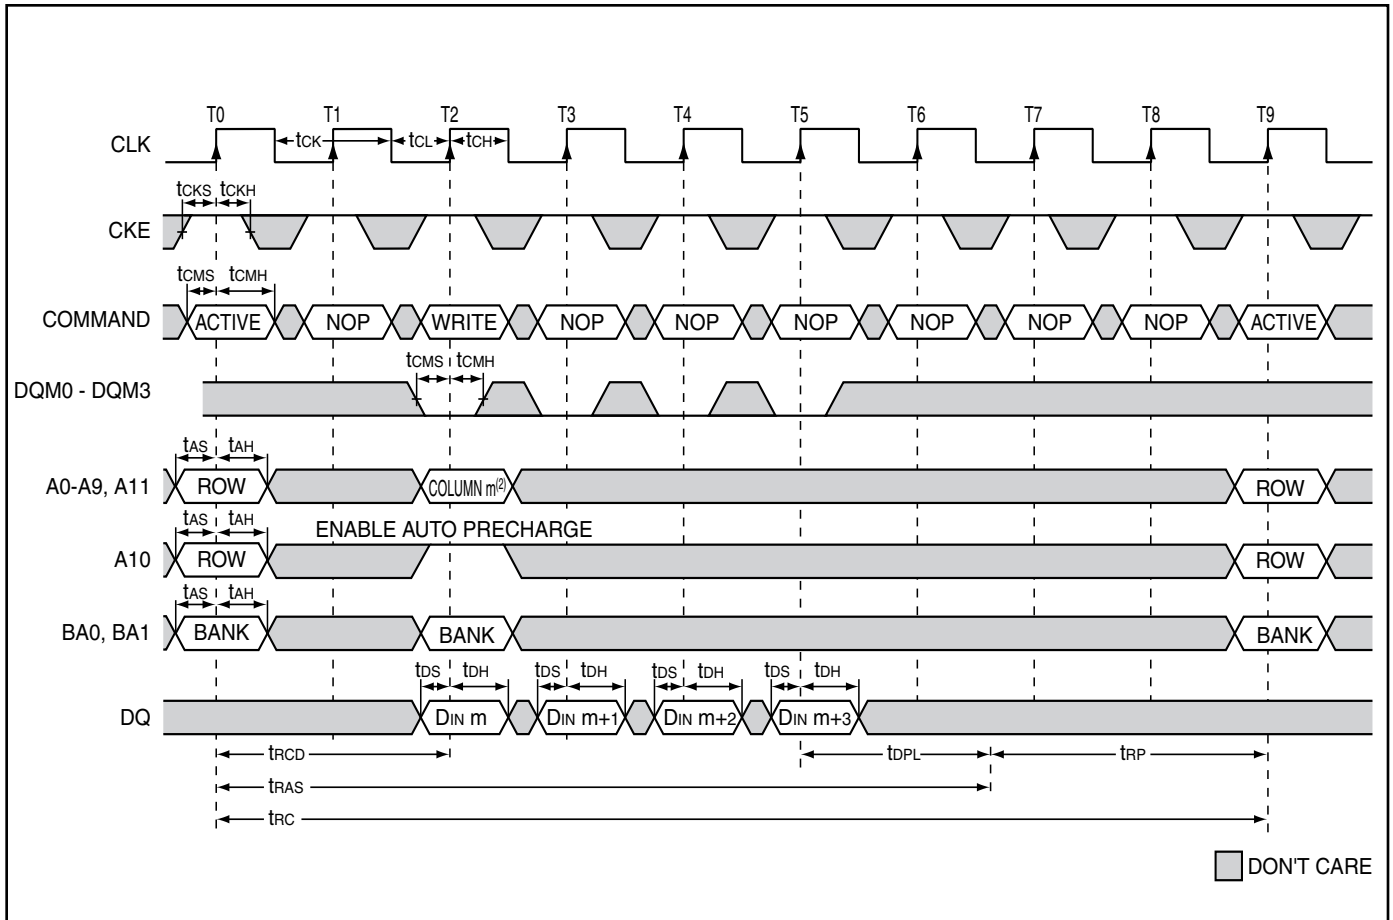 T0 T1 T2 T3 T4 T5 T6 T7 T8 T9
CLK tCK tCL tCH
tCKS tCKH
CKE
tCMS tCMH
COMMAND ACTIVE NOP WRITE NOP NOP NOP NOP NOP NOP ACTIVE
tCMS tCMH
DQM0 - DQM3
tAS tAH
A0-A9, A11 ROW COLUMN m(2) ROW
tAS tAH ENABLE AUTO PRECHARGE
A10 ROW ROW
tAS tAH
BA0, BA1 BANK BANK BANK
tDS tDH tDS tDH tDS tDH tDS tDH
DQ DIN m DIN m+1 DIN m+2 DIN m+3
tRCD tDPL tRP
tRAS
tRC
DON'T CARE